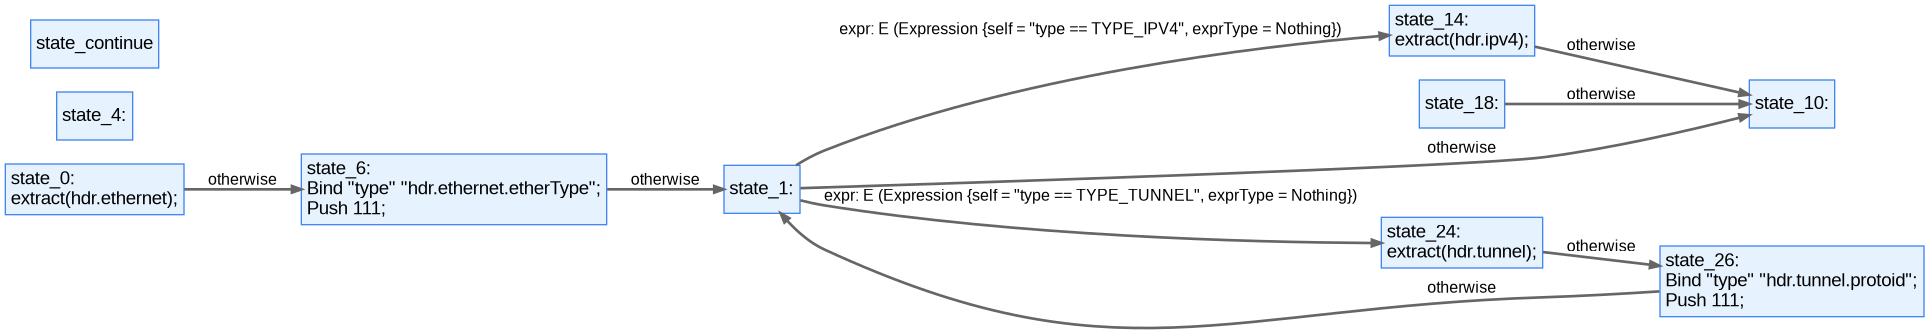 state_continue
state_4:
state_0:
extract(hdr.ethernet);
otherwise
state_6:
Bind "type" "hdr.ethernet.etherType";
Push 111;
otherwise
state_1:
expr: E (Expression {self = "type == TYPE_IPV4", exprType = Nothing})
state_14:
extract(hdr.ipv4);
otherwise
state_18:
otherwise
state_10:
otherwise
expr: E (Expression {self = "type == TYPE_TUNNEL", exprType = Nothing})
state_24:
extract(hdr.tunnel);
otherwise
state_26:
Bind "type" "hdr.tunnel.protoid";
Push 111;
otherwise